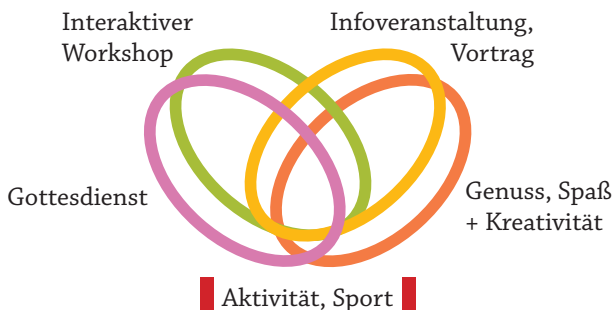 Interaktiver
Workshop
Infoveranstaltung,
Vortrag
Gottesdienst
Genuss, Spaß
+ Kreativität
Aktivität, Sport